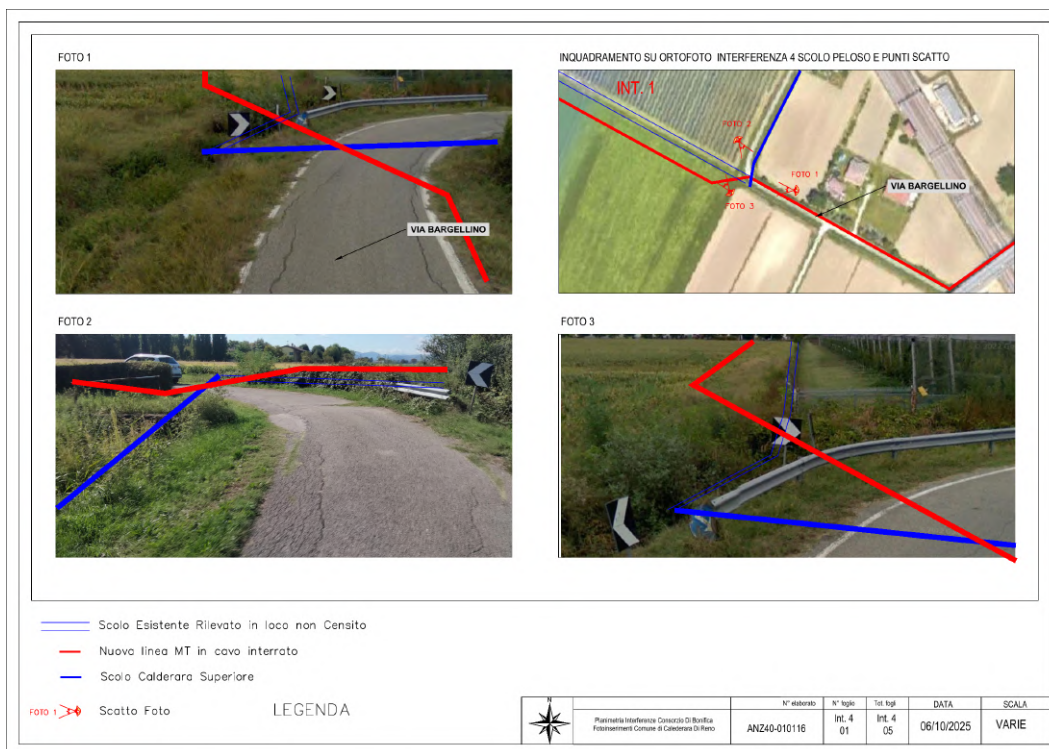 FOTO 1
INQUADRAMENTO SU ORTOFOTO INTERFERENZA 4 SCOLO PELOSO E PUNTI SCATTO
VIA BARGELLINO
INT. 1
FOTO 2
FOTO 1
FOTO 3
VIA BARGELLINO
FOTO 2
FOTO 3
Scolo Esistente Rilevato in loco non Censito
Nuova linea MT in cavo interrato
Scolo Calderara Superiore
FOTO 1 Scatto Foto
LEGENDA
N
Planimetria Interferenze Consorzio Di Bonifica
Fotoinserimenti Comune di Calederara Di Reno
N° elaborato
ANZ40-010116
N° foglio
Int. 4
01
Tot. fogli
Int. 4
05
DATA
06/10/2025
SCALA
VARIE